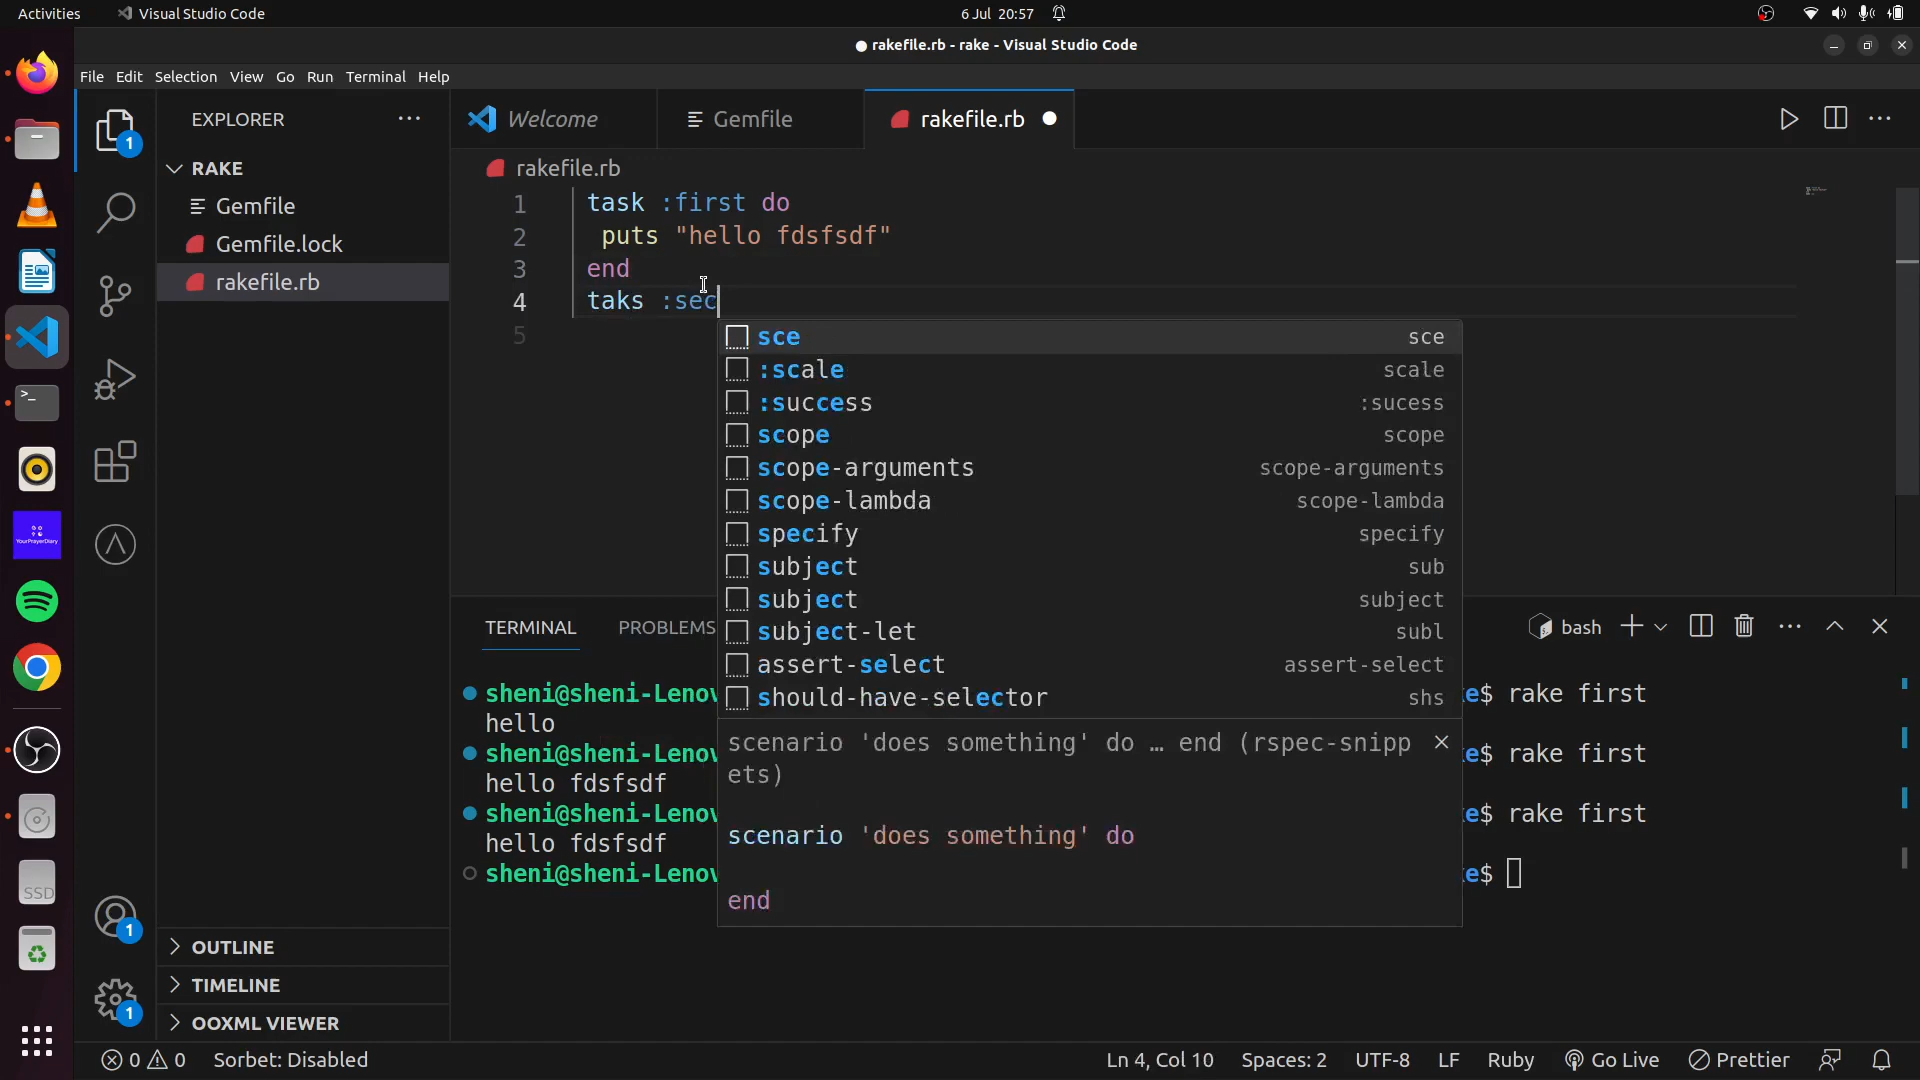 Activities Visual Studio Code 6 Jul 20:57
rakefile.rb - rake - Visual Studio Code
File Edit Selection View Go Run Terminal Help
EXPLORER
Welcome Gemfile rakefile.rb
RAKE
Gemfile
Gemfile.lock
rakefile.rb
rakefile.rb
1 task :first do
2 puts "hello fdsfsdf"
3 end
4 taks :sec
5
sce sce
:scale scale
:success :sucess
scope scope
scope-arguments scope-arguments
scope-lambda scope-lambda
specify specify
subject sub
subject subject
subject-let subl
assert-select assert-select
should-have-selector shs
scenario 'does something' do … end (rspec-snipp
ets)
scenario 'does something' do
end
TERMINAL PROBLEMS bash
sheni@sheni-Lenov e$ rake first
hello
sheni@sheni-Lenov e$ rake first
hello fdsfsdf
sheni@sheni-Lenov e$ rake first
hello fdsfsdf
sheni@sheni-Lenov e$
YourPrayerDiary
SSD
1
1
1
OUTLINE
TIMELINE
OOXML VIEWER
0 0 Sorbet: Disabled Ln 4, Col 10 Spaces: 2 UTF-8 LF Ruby Go Live Prettier